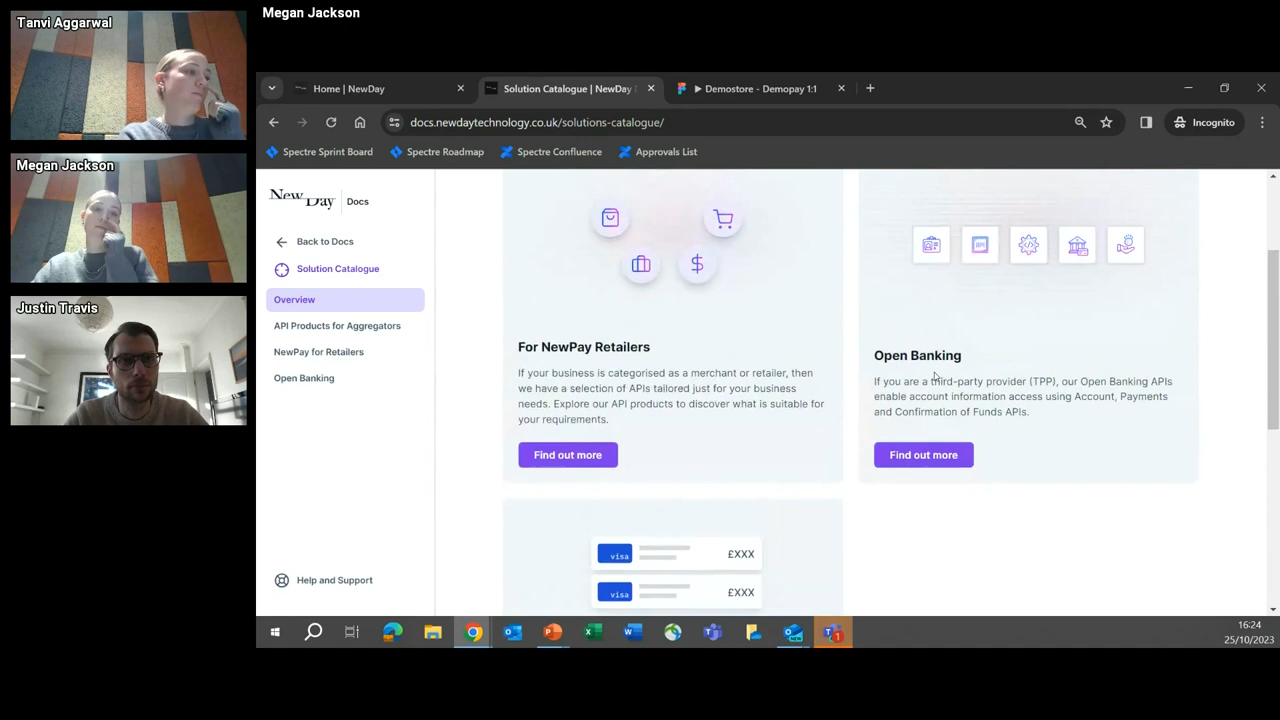 Tanvi Aggarwal
Megan Jackson
Justin Travis
Megan Jackson
Home | NewDay
Solution Catalogue | NewDay
Demostore - Demopay 1:1
docs.newdaytechnology.co.uk/solutions-catalogue/
Incognito
Spectre Sprint Board
Spectre Roadmap
Spectre Confluence
Approvals List
NewDay
Docs
Back to Docs
Solution Catalogue
Overview
API Products for Aggregators
NewPay for Retailers
Open Banking
Help and Support
For NewPay Retailers
If your business is categorised as a merchant or retailer, then
we have a selection of APIs tailored just for your business
needs. Explore our API products to discover what is suitable for
your requirements.
Find out more
API
Open Banking
If you are a third-party provider (TPP), our Open Banking APIs
enable account information access using Account, Payments
and Confirmation of Funds APIs.
Find out more
visa £XXX
visa £XXX
16:24
25/10/2023